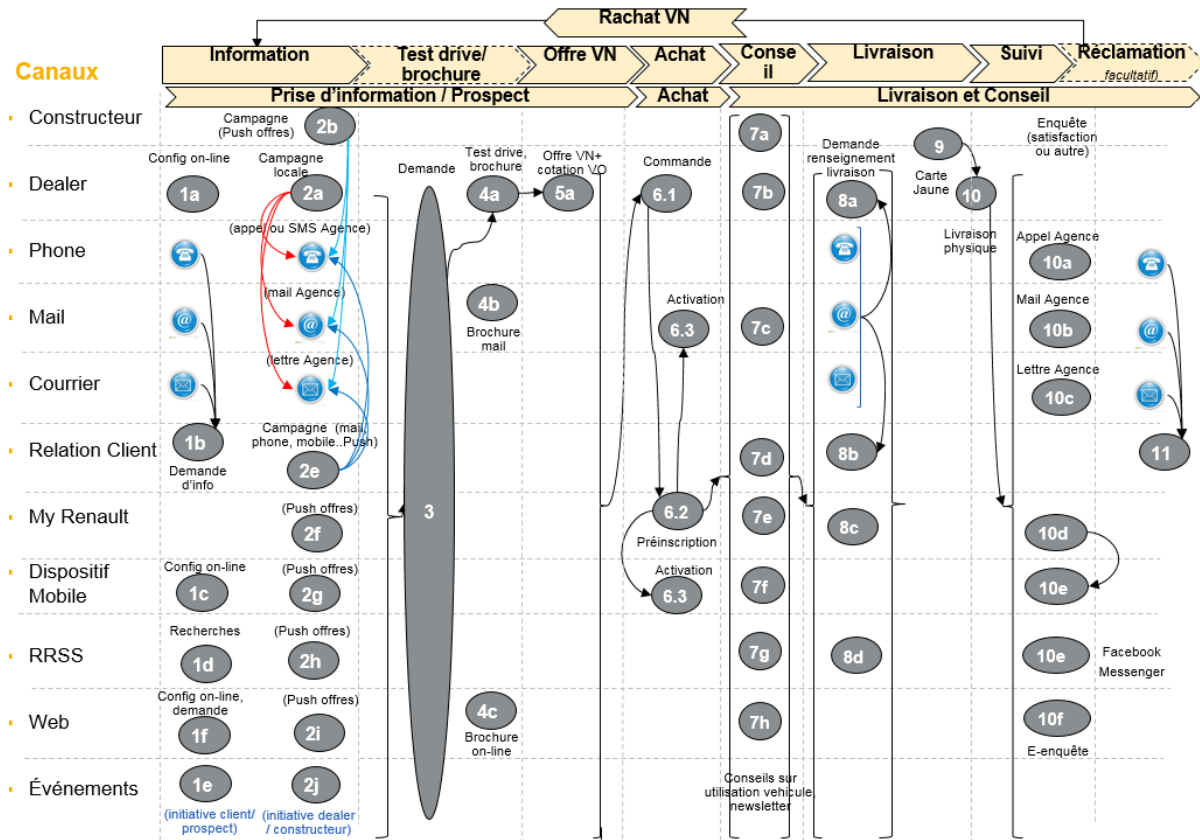 Rachat VN
Information
Test drive/
brochure
Offre VN
Achat
Conse
il
Livraison
Suivi
Réclamation
facultatif)
Canaux
Prise d'information / Prospect
Achat
Livraison et Conseil
Constructeur
Campagne
(Push offres)
2b
7a
9
Enquête
(satisfaction
ou autre)
Dealer
Config on-line
1a
Campagne
locale
2a
Demande
Test drive,
brochure
4a
Offre VN+
cotation VO
5a
Commande
6.1
7b
Demande
renseignement
livraison
8a
Carte
Jaune
10
Phone
(appel ou SMS Agence)
Livraison
physique
Appel Agence
10a
Mail
(mail Agence)
@
@
4b
Brochure
mail
Activation
6.3
7c
@
Mail Agence
10b
@
Courrier
(lettre Agence)
Lettre Agence
10c
Relation Client
1b
Demande
d'info
Campagne (mail,
phone, mobile..Push)
2e
7d
8b
11
My Renault
(Push offres)
2f
3
6.2
Préinscription
7e
8c
10d
Dispositif
Mobile
Config on-line
1c
(Push offres)
2g
Activation
6.3
7f
10e
RRSS
Recherches
1d
(Push offres)
2h
7g
8d
10e
Facebook
Messenger
Web
Config on-line,
demande
1f
(Push offres)
2i
4c
Brochure
on-line
7h
10f
E-enquête
Événements
1e
(initiative client/
prospect)
2j
(initiative dealer
/ constructeur)
Conseils sur
utilisation vehicule,
newsletter